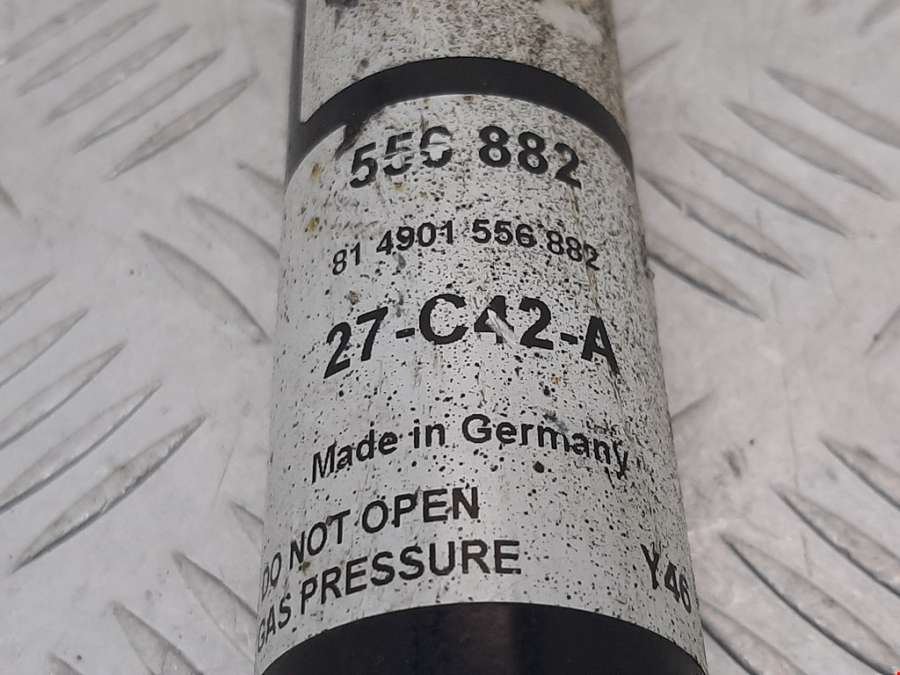 556 882
81 4901 556 882
27-C42-A
Made in Germany
DO NOT OPEN
GAS PRESSURE
Y46